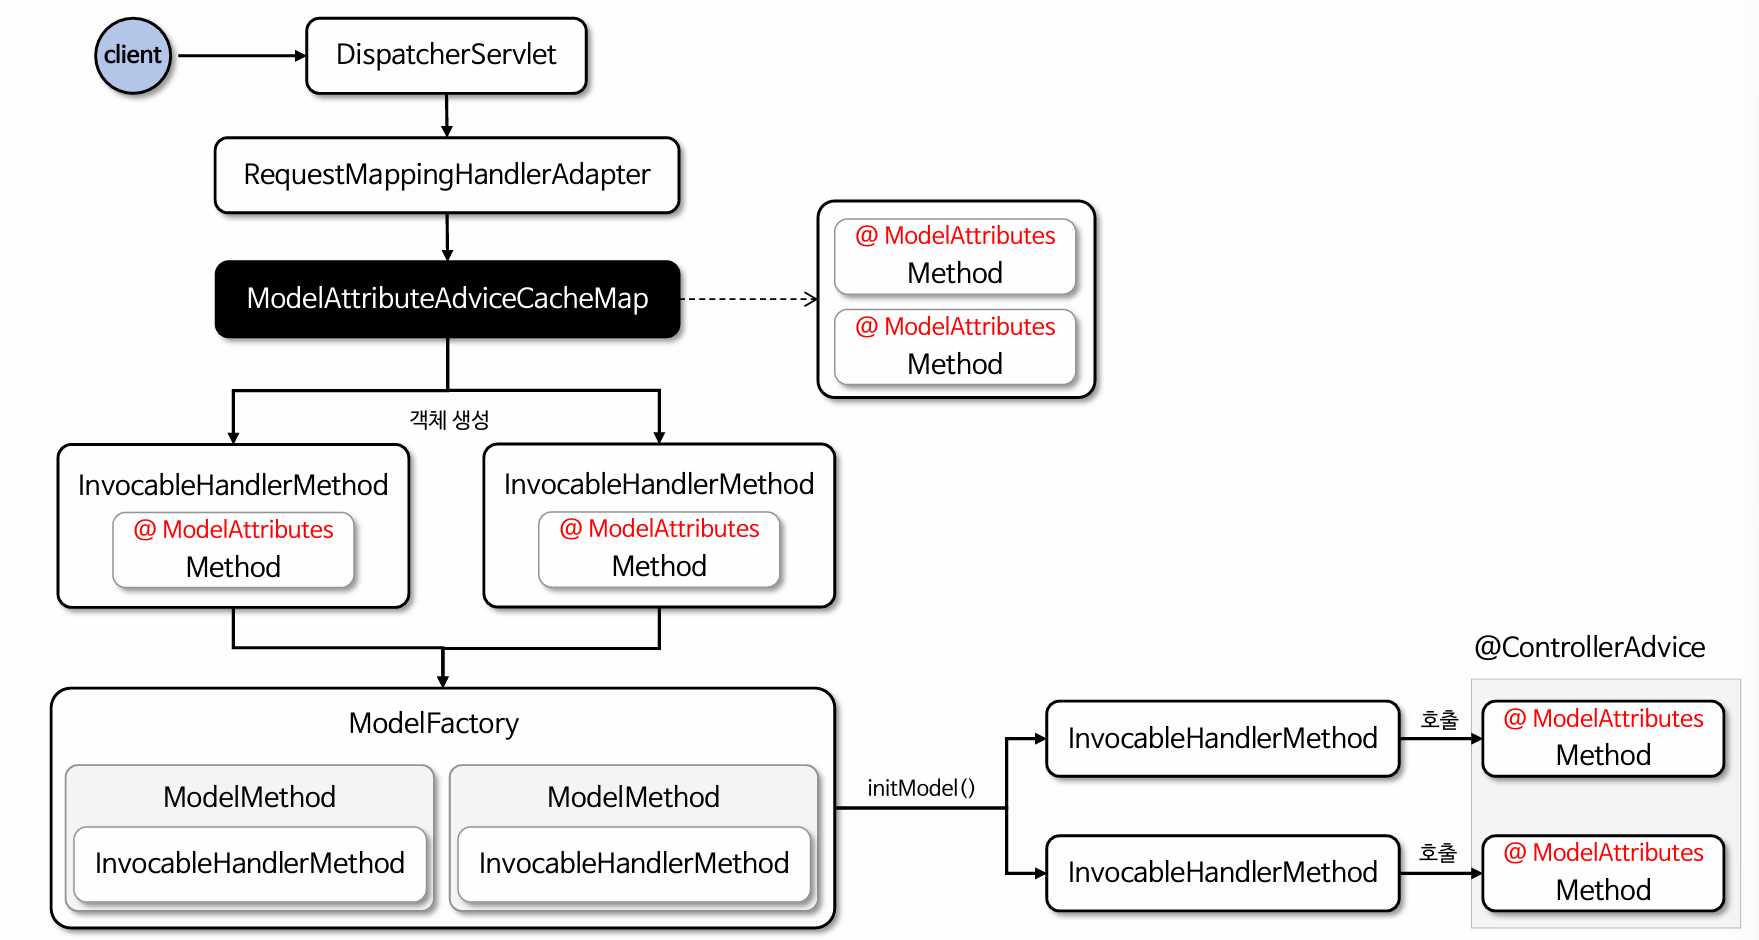 client
DispatcherServlet
RequestMappingHandlerAdapter
ModelAttributeAdviceCacheMap
@ ModelAttributes
Method
@ ModelAttributes
Method
객체 생성
InvocableHandlerMethod
@ ModelAttributes
Method
InvocableHandlerMethod
@ ModelAttributes
Method
ModelFactory
ModelMethod
InvocableHandlerMethod
ModelMethod
InvocableHandlerMethod
initModel()
InvocableHandlerMethod
호출
InvocableHandlerMethod
호출
@ControllerAdvice
@ ModelAttributes
Method
@ ModelAttributes
Method